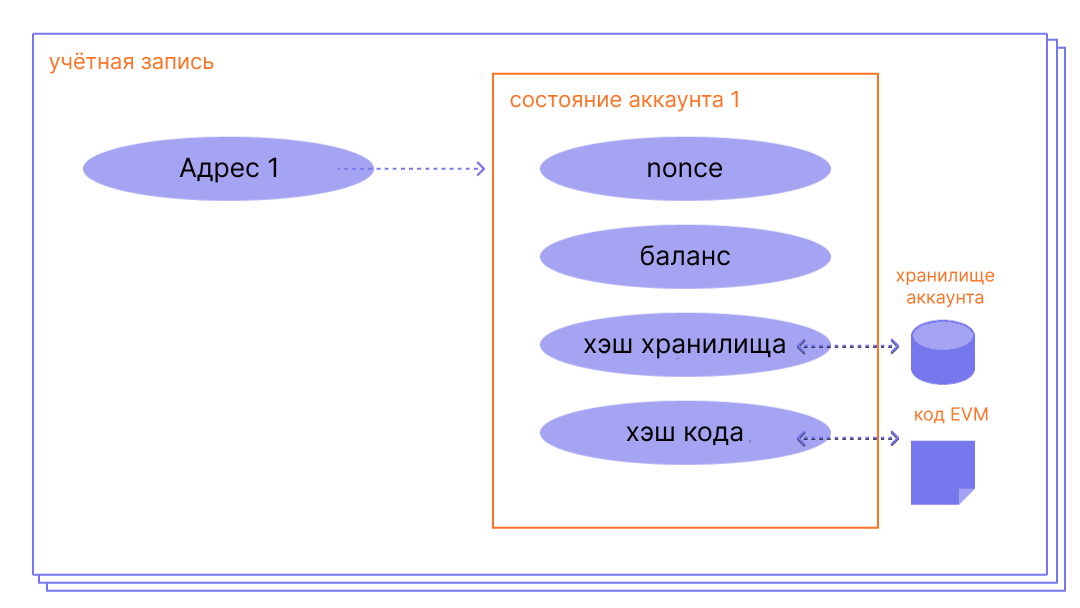 учётная запись
состояние аккаунта 1
Адрес 1
nonce
баланс
хранилище
аккаунта
хэш хранилища
код EVM
хэш кода